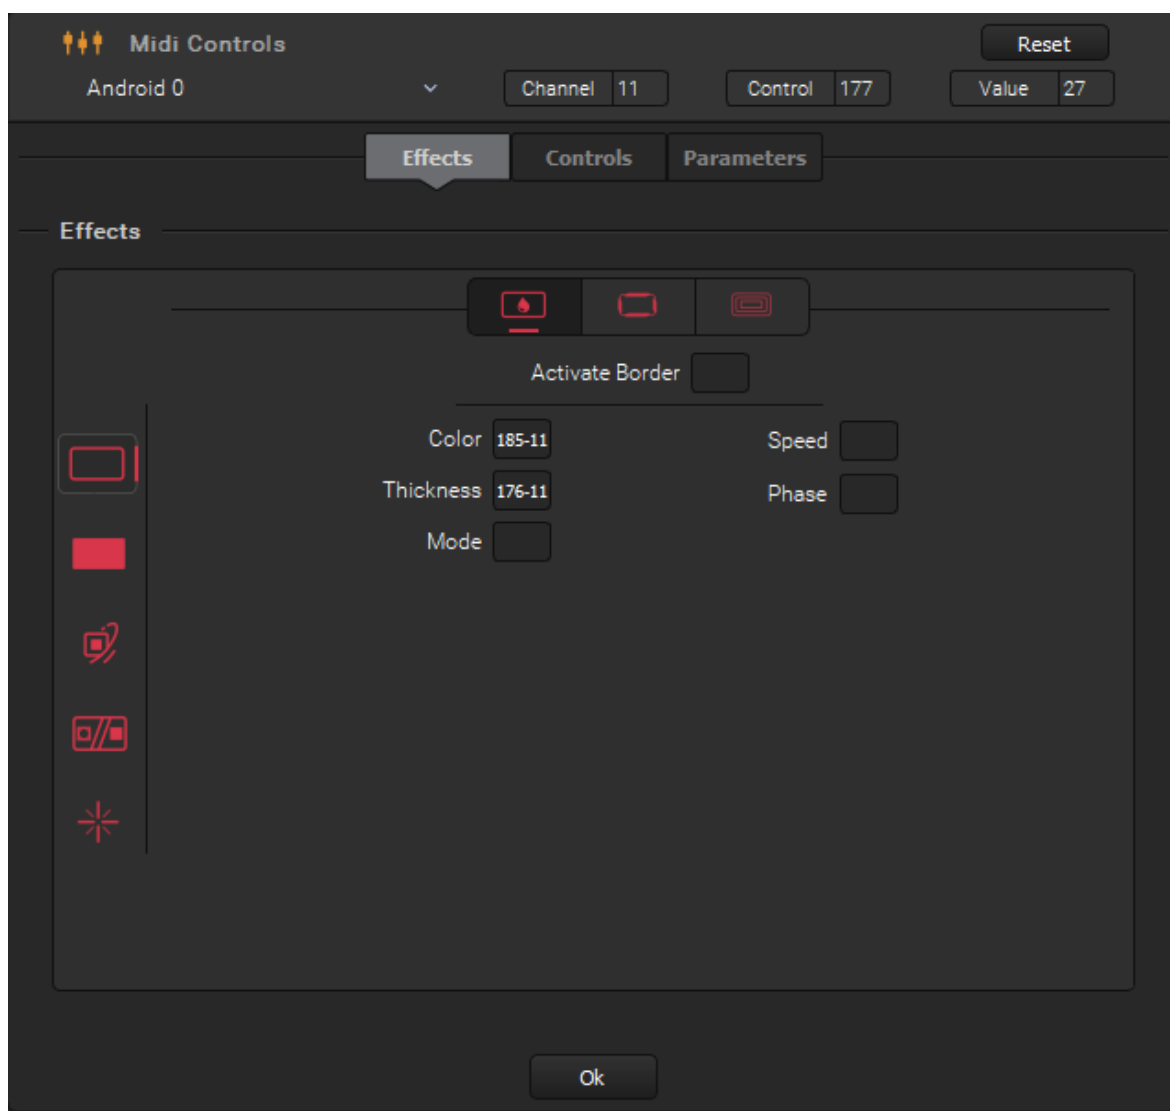 Midi Controls
Reset
Android 0
Channel 11
Control 177
Value 27
Effects
Controls
Parameters
Effects
Activate Border
Color 185-11
Speed
Thickness 176-11
Phase
Mode
Ok